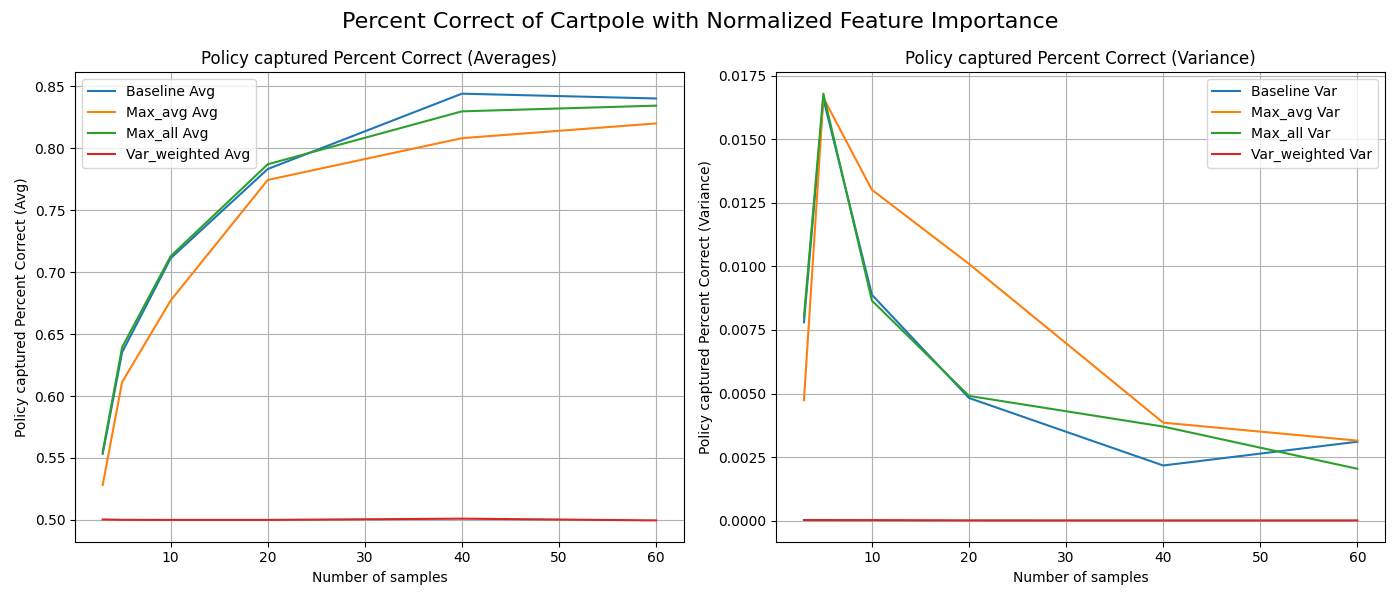 Percent Correct of Cartpole with Normalized Feature Importance
Policy captured Percent Correct (Averages)
Policy captured Percent Correct (Avg)
0.85
0.80
0.75
0.70
0.65
0.60
0.55
0.50
Baseline Avg
Max_avg Avg
Max_all Avg
Var_weighted Avg
10 20 30 40 50 60
Number of samples
Policy captured Percent Correct (Variance)
Policy captured Percent Correct (Variance)
0.0175
0.0150
0.0125
0.0100
0.0075
0.0050
0.0025
0.0000
Baseline Var
Max_avg Var
Max_all Var
Var_weighted Var
10 20 30 40 50 60
Number of samples